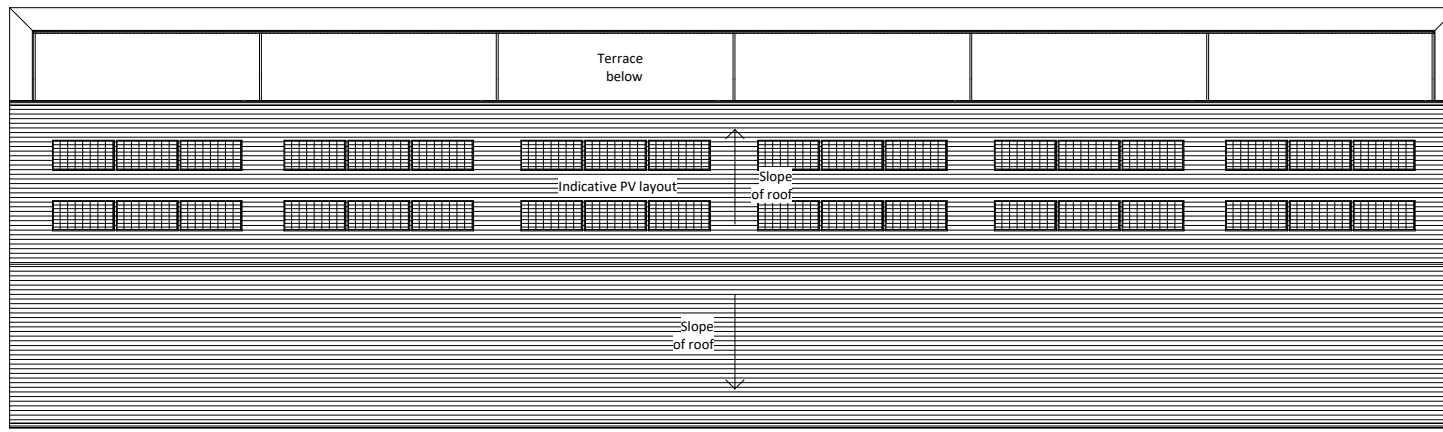 Terrace
below
Indicative PV layout
Slope
of roof
Slope
of roof